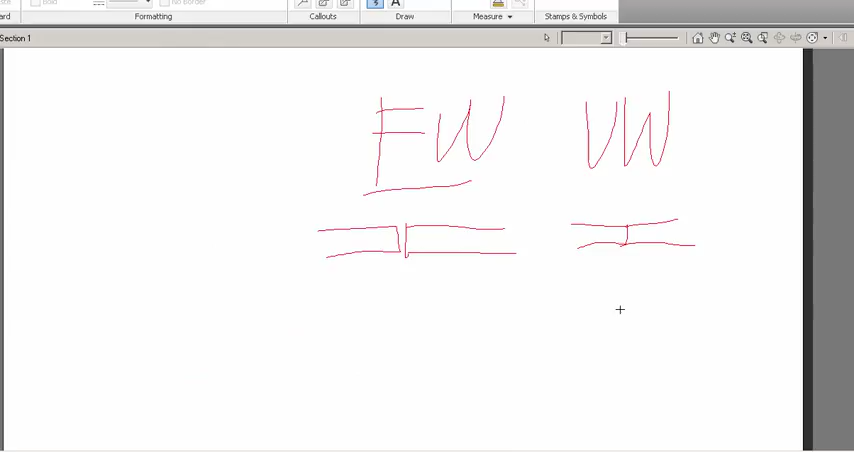 Bold
No Border
Formatting
Callouts
Draw
Measure
Stamps & Symbols
Section 1
FW VW